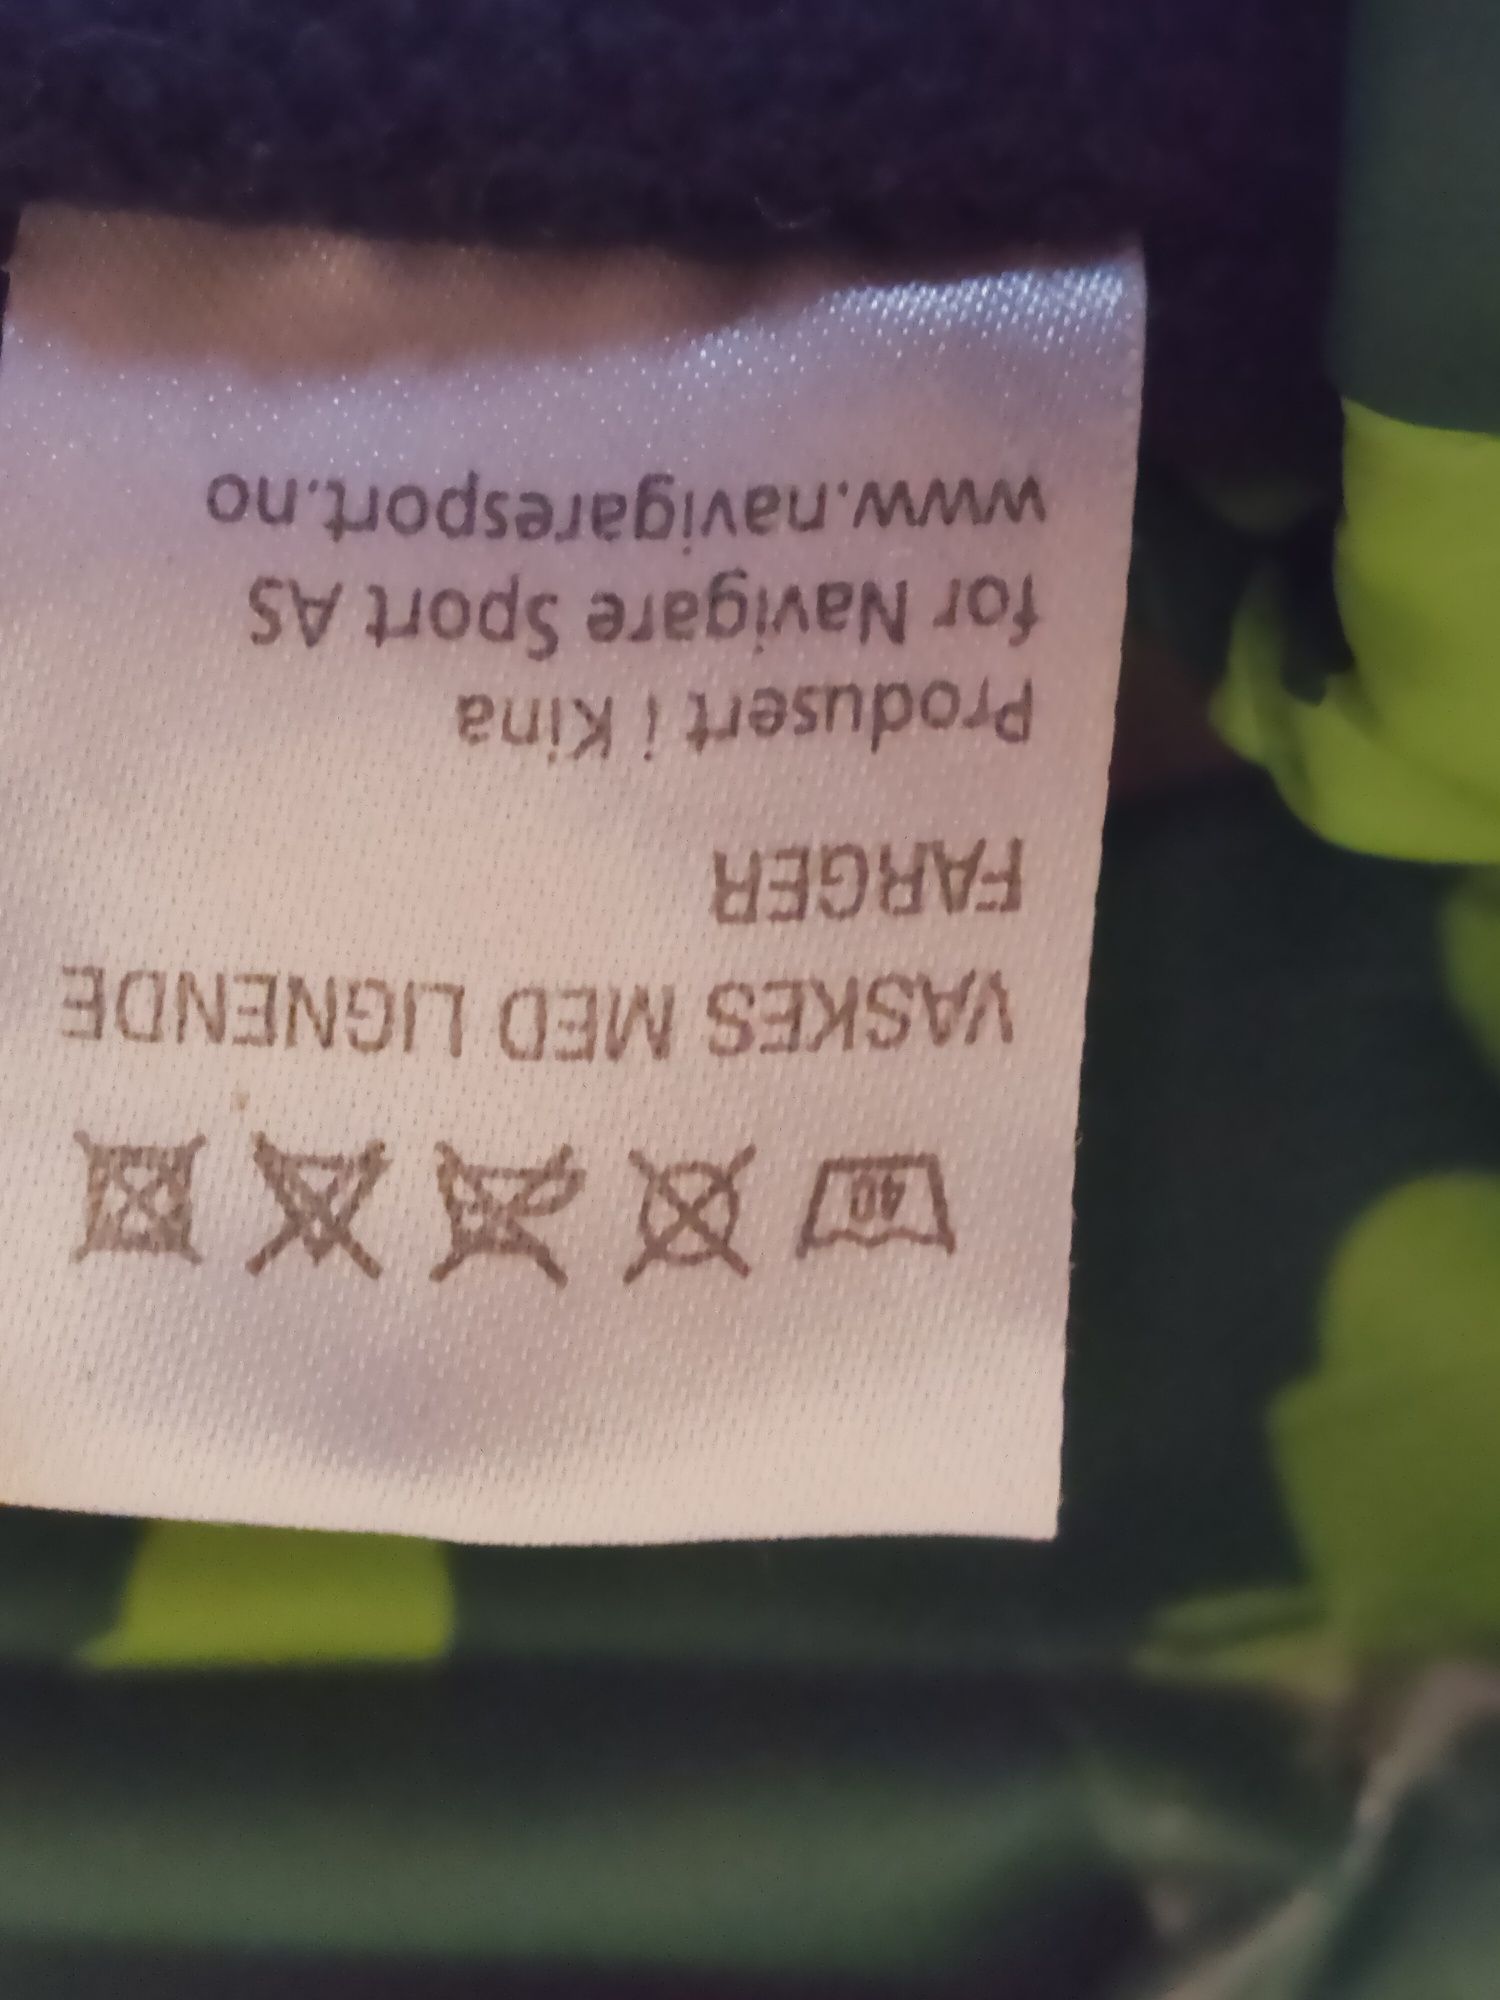 40
VASKES MED LIGNENDE
FARGER
Produsert i Kina
for Navigare Sport AS
www.navigaresport.no